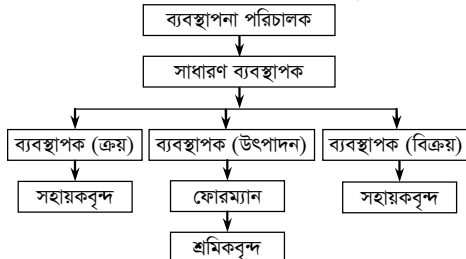 ব্যবস্থাপনা পরিচালক
সাধারণ ব্যবস্থাপক
ব্যবস্থাপক (ক্রয়) ব্যবস্থাপক (উৎপাদন) ব্যবস্থাপক (বিক্রয়)
সহায়কবৃন্দ ফোরম্যান সহায়কবৃন্দ
শ্রমিকবৃন্দ